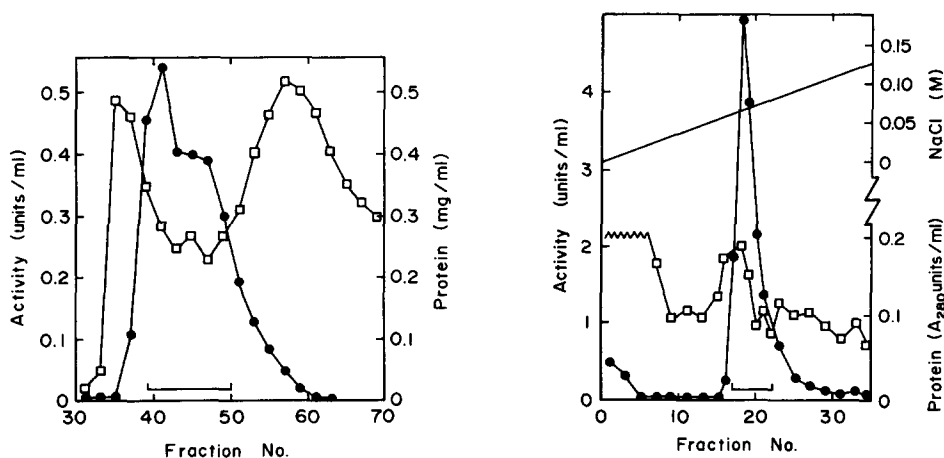 Activity (units/ml)
0.5
0.4
0.3
0.2
0.1
0
30 40 50 60 70
Fraction No.
0.5
0.4
0.3
0.2
0.1
0
Protein (mg/ml)
Activity (units/ml)
4
3
2
1
0
0 10 20 30
Fraction No.
0.15
0.10
0.05
0
NaCl (M)
0.2
0.1
0
Protein (A280units/ml)